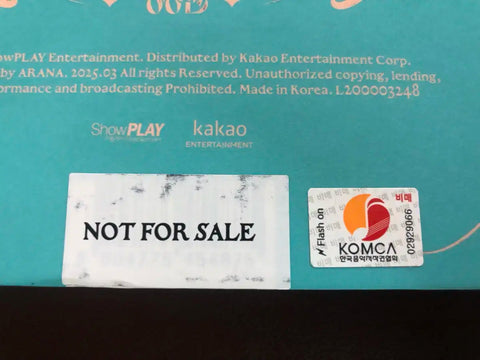 howPLAY Entertainment. Distributed by Kakao Entertainment Corp.
by ARANA. 2025.03 All rights Reserved. Unauthorized copying, lending,
ormance and broadcasting Prohibited. Made in Korea. L200003248
ShowPLAY
kakao
ENTERTAINMENT
NOT FOR SALE
Flash on
비매
KOMCA
한국음악저작권협회
02929066